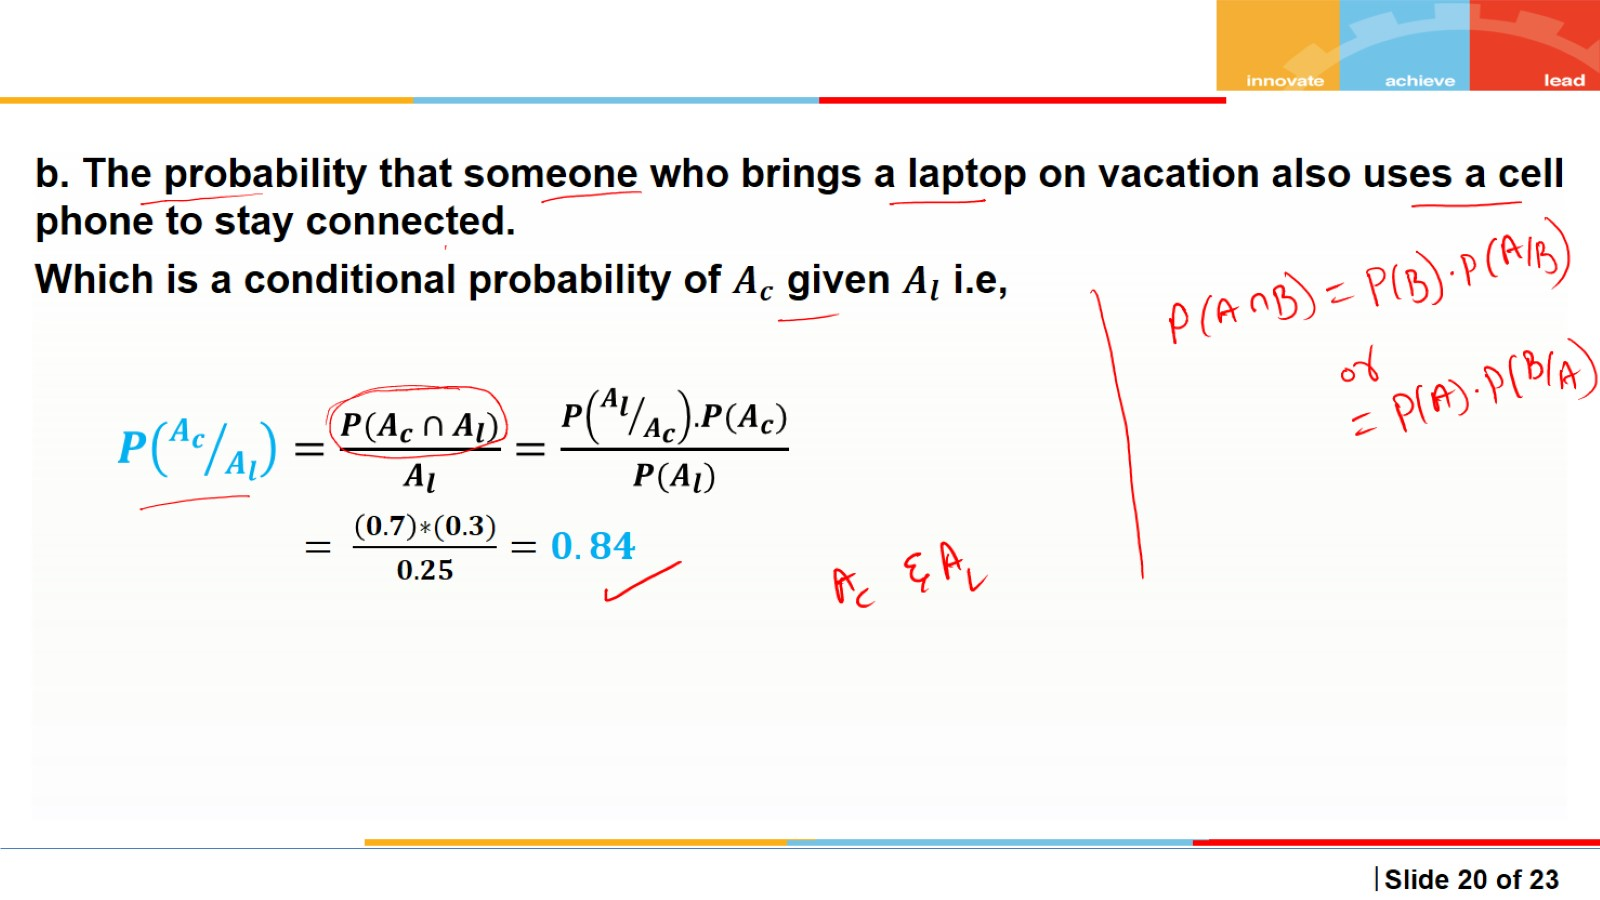 innovate achieve lead
b. The probability that someone who brings a laptop on vacation also uses a cell
phone to stay connected.
Which is a conditional probability of A_c given A_l i.e,
P(A∩B) = P(B)·P(A/B)
or
= P(A)·P(B/A)
P(A_c/A_l) = P(A_c ∩ A_l)/A_l = P(A_l/A_c).P(A_c)/P(A_l)
= (0.7)*(0.3)/0.25 = 0.84
A_c & A_L
Slide 20 of 23